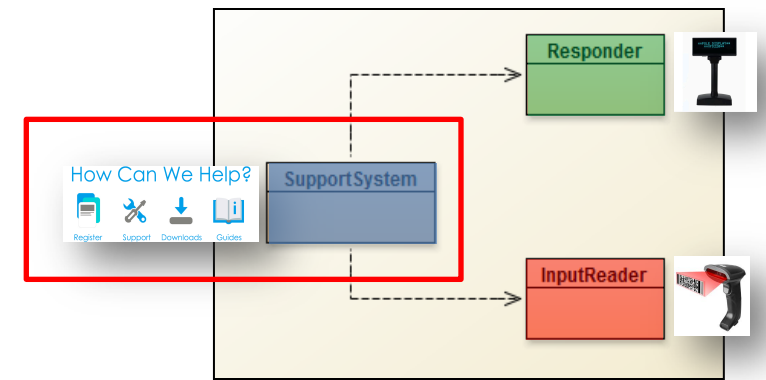 Responder
How Can We Help?
SupportSystem
Register Support Downloads Guides
InputReader